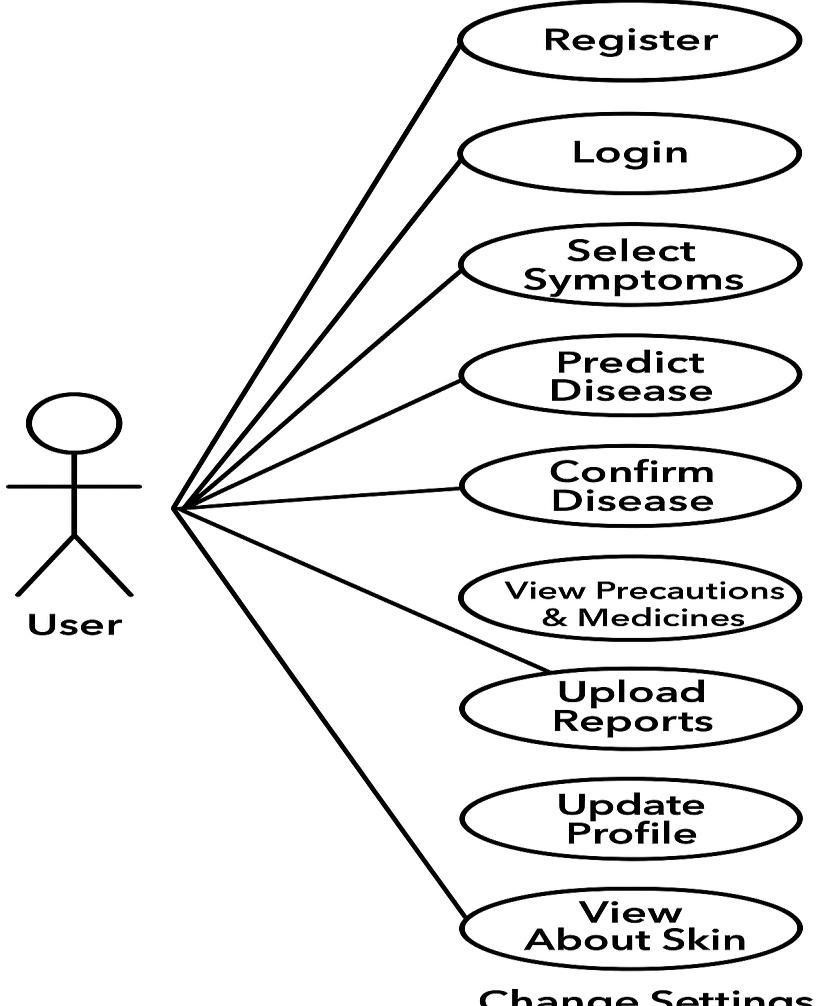 Register
Login
Select
Symptoms
Predict
Disease
Confirm
Disease
View Precautions
& Medicines
User
Upload
Reports
Update
Profile
View
About Skin
Change Settings